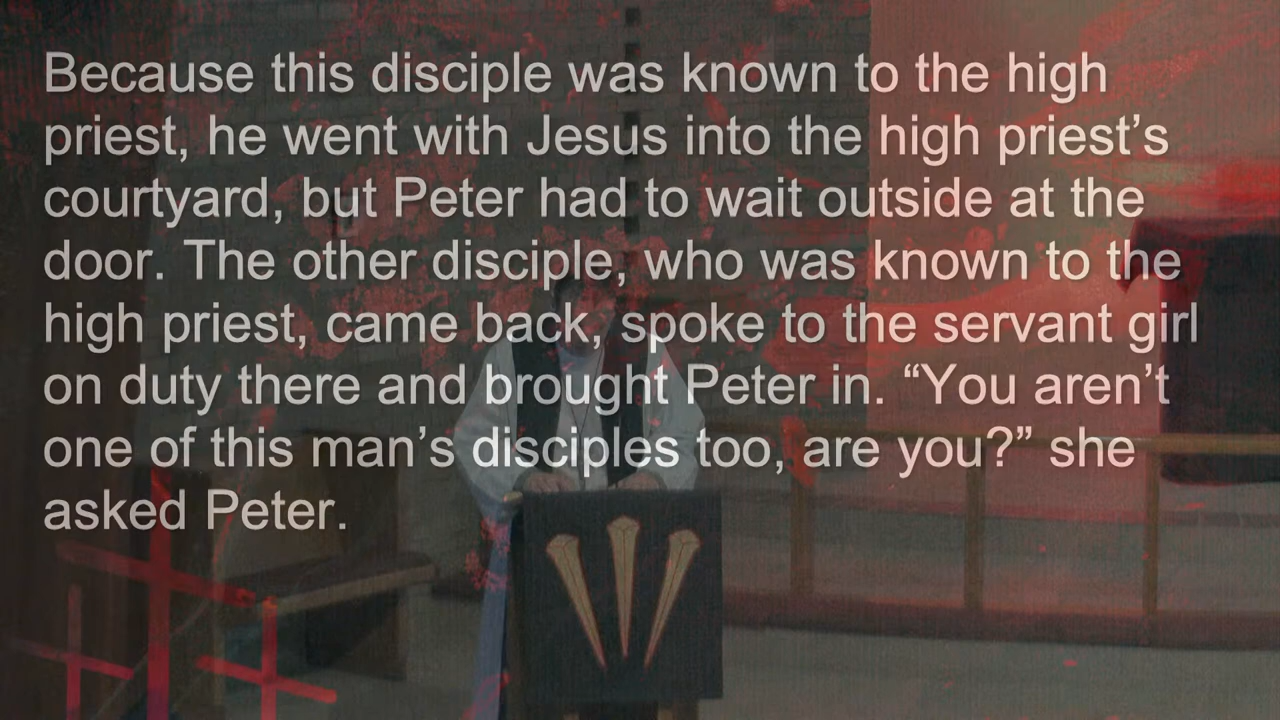 Because this disciple was known to the high
priest, he went with Jesus into the high priest’s
courtyard, but Peter had to wait outside at the
door. The other disciple, who was known to the
high priest, came back, spoke to the servant girl
on duty there and brought Peter in. “You aren’t
one of this man’s disciples too, are you?” she
asked Peter.